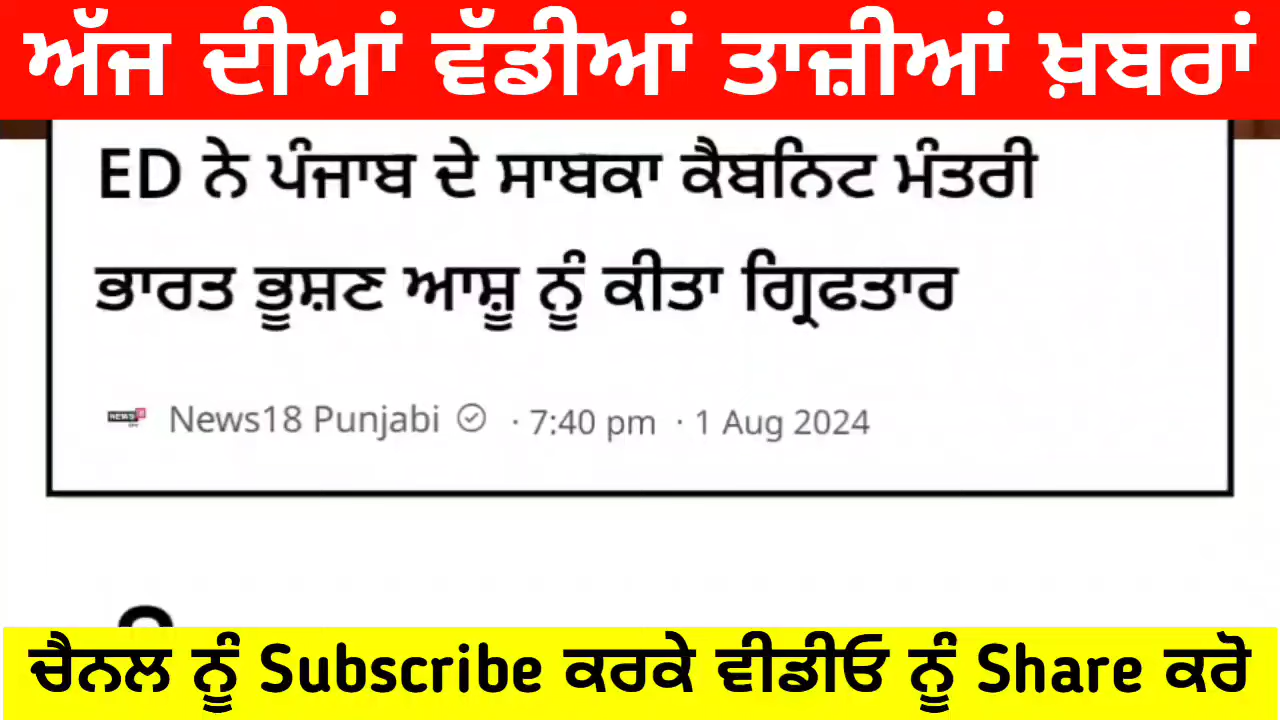 ਅੱਜ ਦੀਆਂ ਵੱਡੀਆਂ ਤਾਜ਼ੀਆਂ ਖ਼ਬਰਾਂ
ED ਨੇ ਪੰਜਾਬ ਦੇ ਸਾਬਕਾ ਕੈਬਨਿਟ ਮੰਤਰੀ
ਭਾਰਤ ਭੂਸ਼ਣ ਆਸ਼ੂ ਨੂੰ ਕੀਤਾ ਗ੍ਰਿਫਤਾਰ
NEWS18 News18 Punjabi · 7:40 pm · 1 Aug 2024
ਚੈਨਲ ਨੂੰ Subscribe ਕਰਕੇ ਵੀਡੀਓ ਨੂੰ Share ਕਰੋ